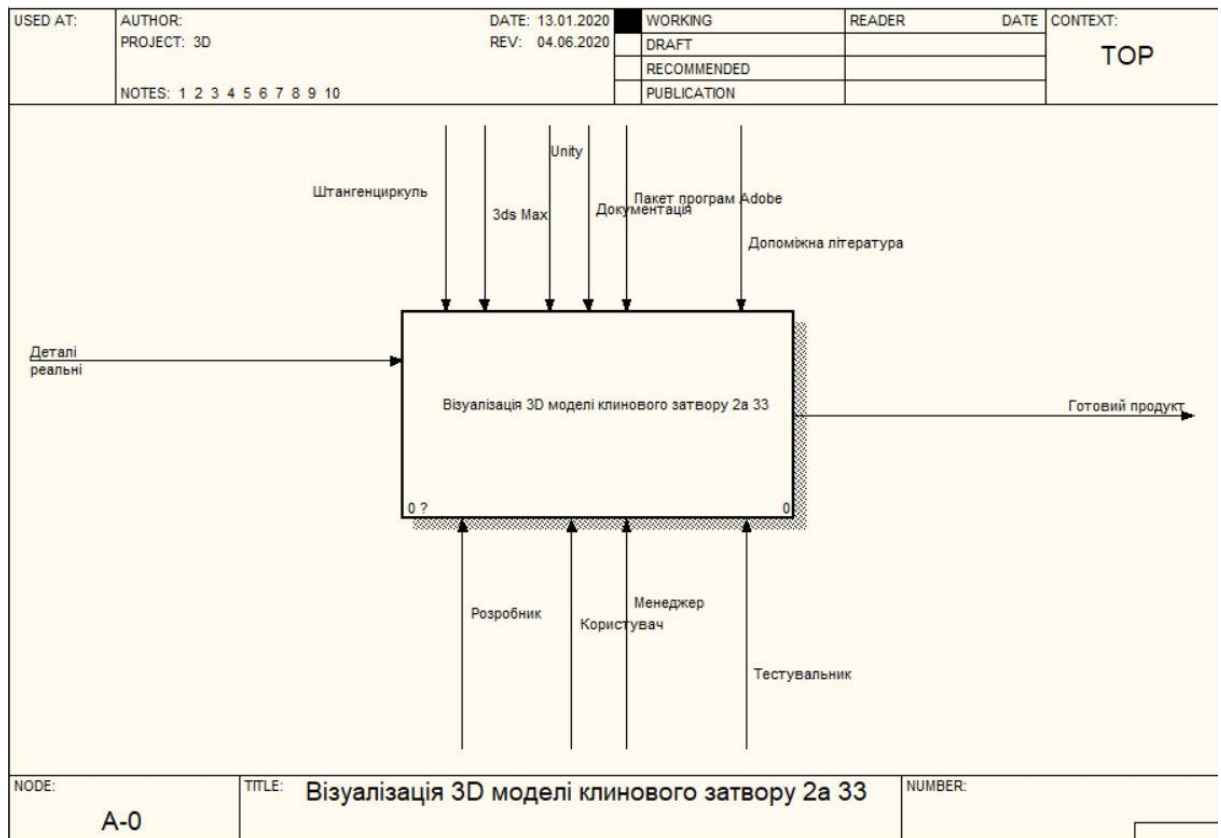 USED AT:
AUTHOR:
DATE: 13.01.2020
WORKING
READER
DATE
CONTEXT:
PROJECT: 3D
REV: 04.06.2020
DRAFT
TOP
RECOMMENDED
NOTES: 1 2 3 4 5 6 7 8 9 10
PUBLICATION
Unity
Штангенциркуль
Пакет програм Adobe
3ds Max
Документація
Допоміжна література
Деталі
реальні
Візуалізація 3D моделі клинового затвору 2а 33
Готовий продукт
0 ?
0
Розробник
Менеджер
Користувач
Тестувальник
NODE:
A-0
TITLE:
Візуалізація 3D моделі клинового затвору 2а 33
NUMBER: